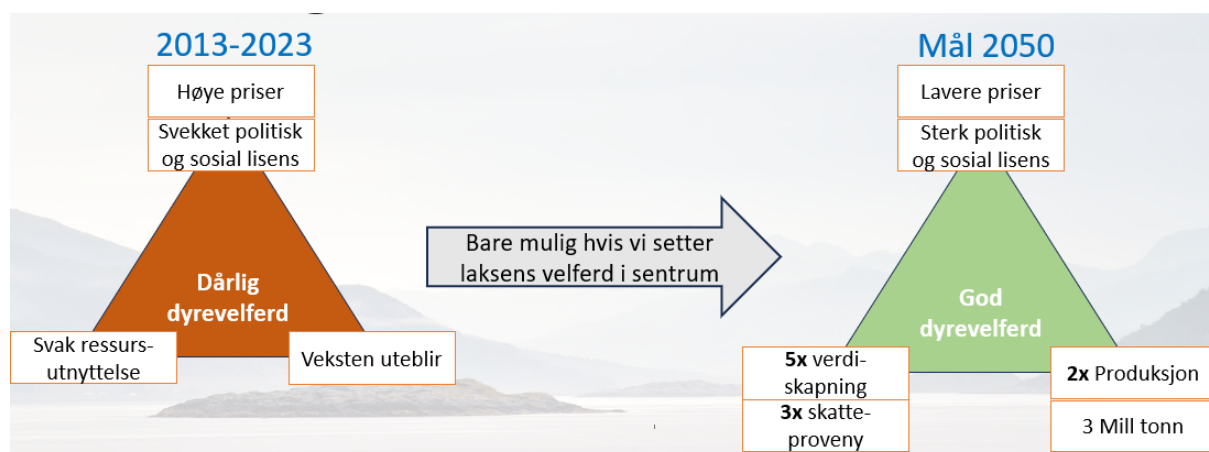 2013-2023
Høye priser
Svekket politisk
og sosial lisens
Dårlig
dyrevelferd
Svak ressurs-
utnyttelse
Veksten uteblir
Bare mulig hvis vi setter
laksens velferd i sentrum
Mål 2050
Lavere priser
Sterk politisk
og sosial lisens
God
dyrevelferd
5x verdi-
skapning
3x skatte-
proveny
2x Produksjon
3 Mill tonn